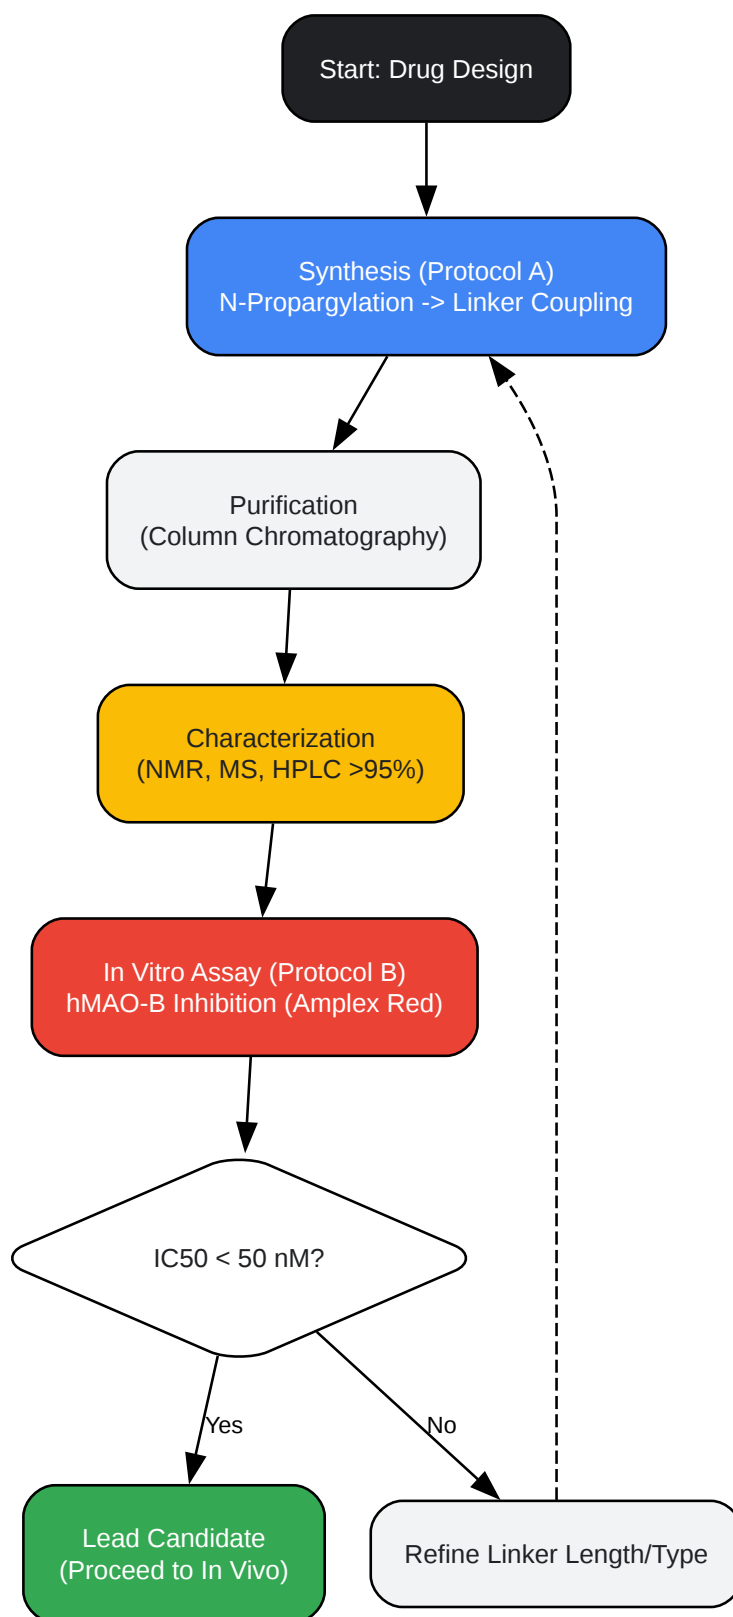 Start: Drug Design
Synthesis (Protocol A)
N-Propargylation -> Linker Coupling
Purification
(Column Chromatography)
Characterization
(NMR, MS, HPLC >95%)
In Vitro Assay (Protocol B)
hMAO-B Inhibition (Amplex Red)
IC50 < 50 nM?
Yes
No
Lead Candidate
(Proceed to In Vivo)
Refine Linker Length/Type